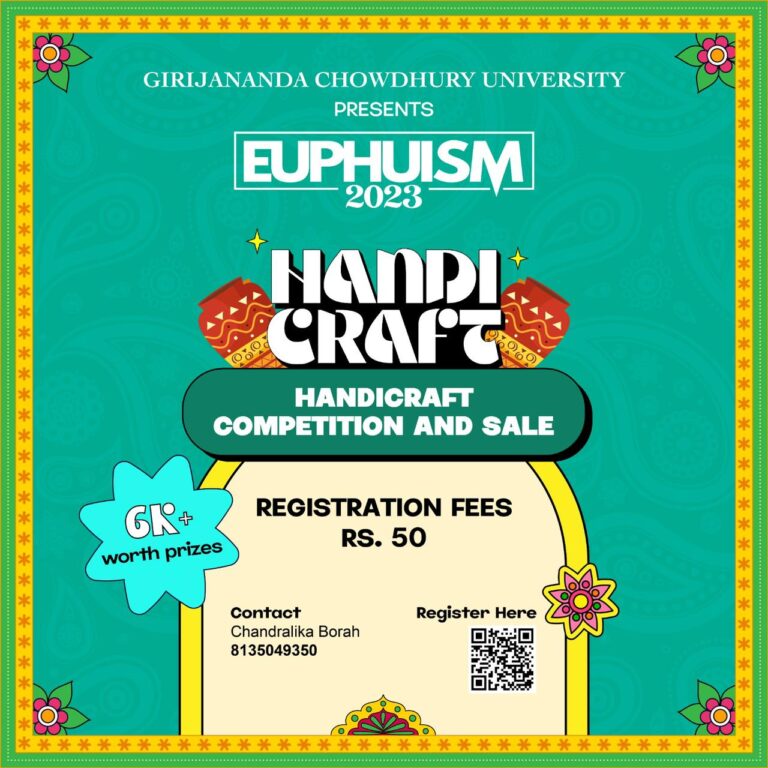 GIRIJANANDA CHOWDHURY UNIVERSITY
PRESENTS
EUPHUISM
2023
HANDI
CRAFT
HANDICRAFT
COMPETITION AND SALE
6K+
worth prizes
REGISTRATION FEES
RS. 50
Contact
Chandralika Borah
8135049350
Register Here